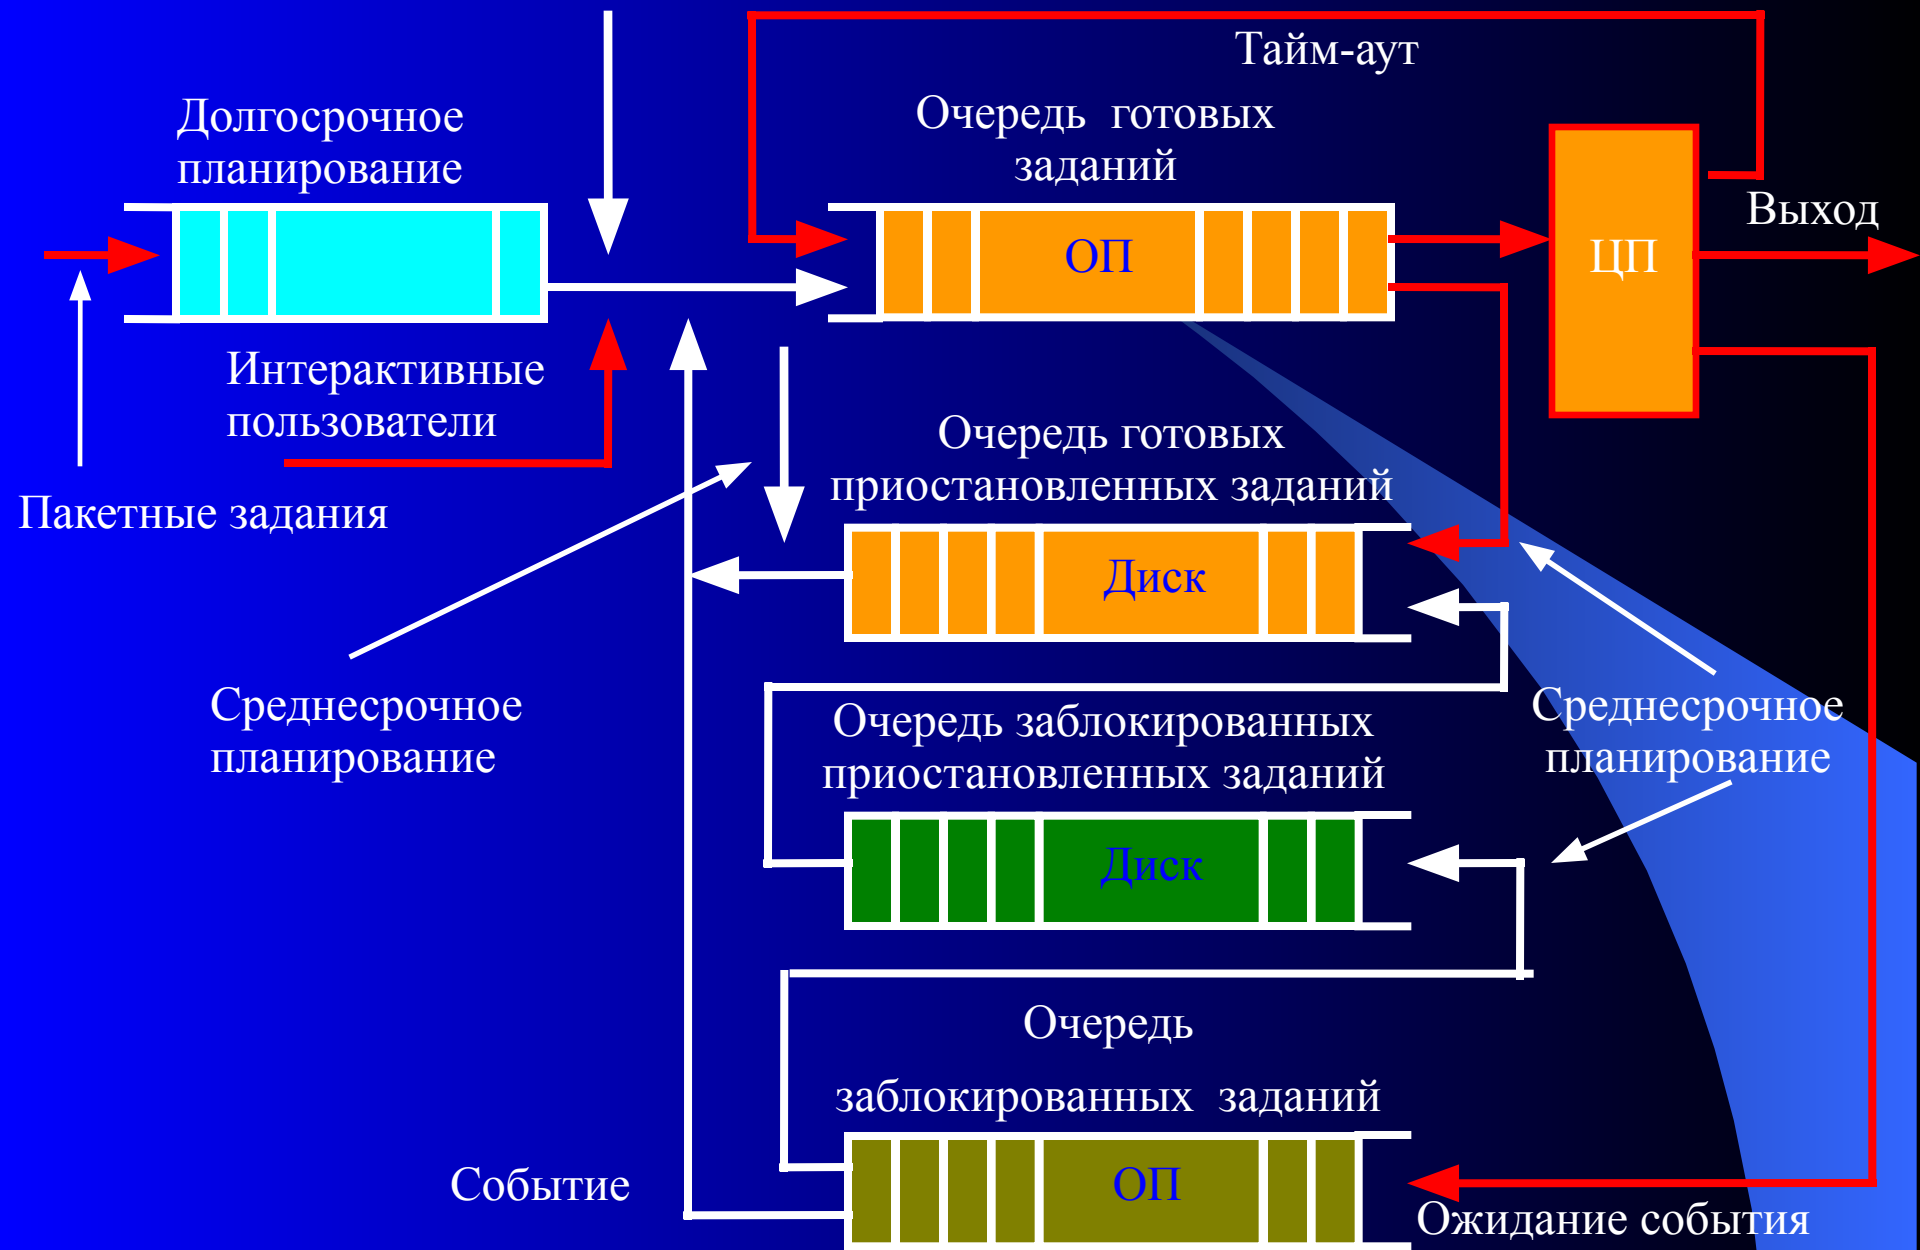 Тайм-аут
Долгосрочное
планирование
Очередь готовых
заданий
Выход
ОП
ЦП
Интерактивные
пользователи
Пакетные задания
Очередь готовых
приостановленных заданий
Диск
Среднесрочное
планирование
Очередь заблокированных
приостановленных заданий
Среднесрочное
планирование
Диск
Очередь
заблокированных заданий
Событие
ОП
Ожидание события